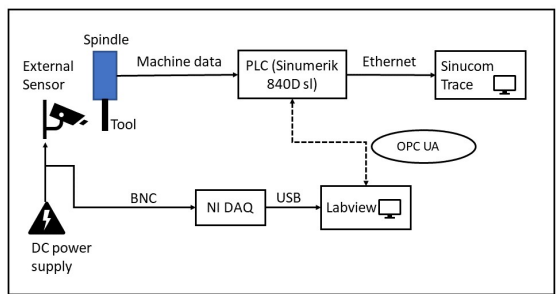 Spindle
External
Sensor
Machine data
PLC (Sinumerik
840D sl)
Ethernet
Sinucom
Trace
Tool
OPC UA
BNC
NI DAQ
USB
Labview
DC power
supply